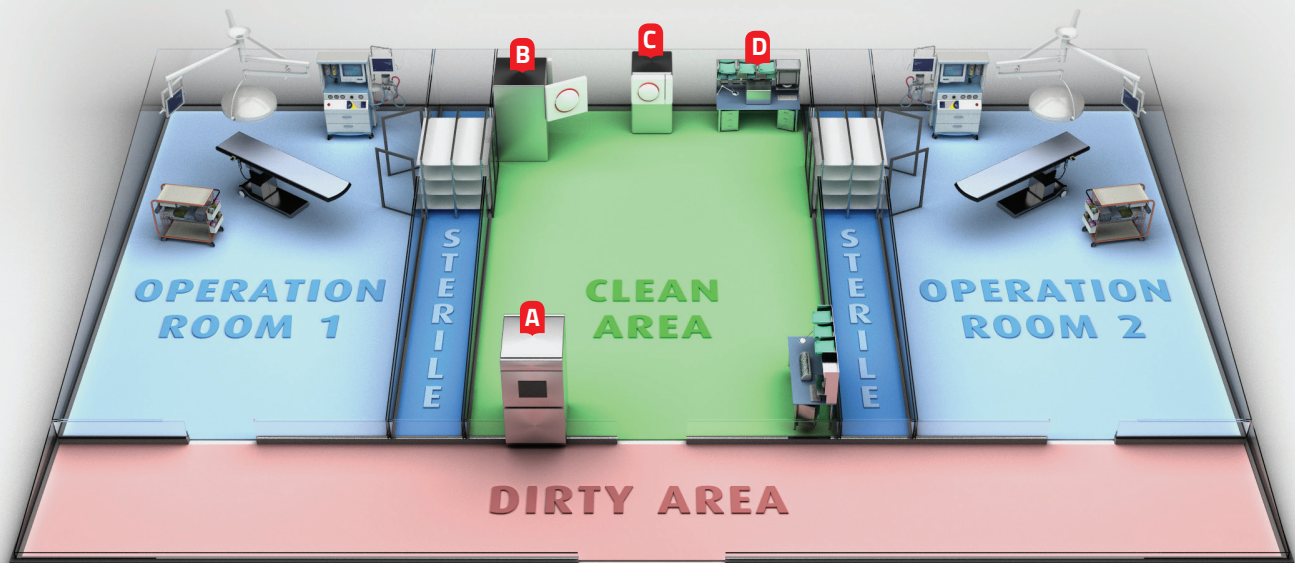 B
C
D
OPERATION
ROOM 1
STERILE
A
CLEAN
AREA
STERILE
OPERATION
ROOM 2
DIRTY AREA